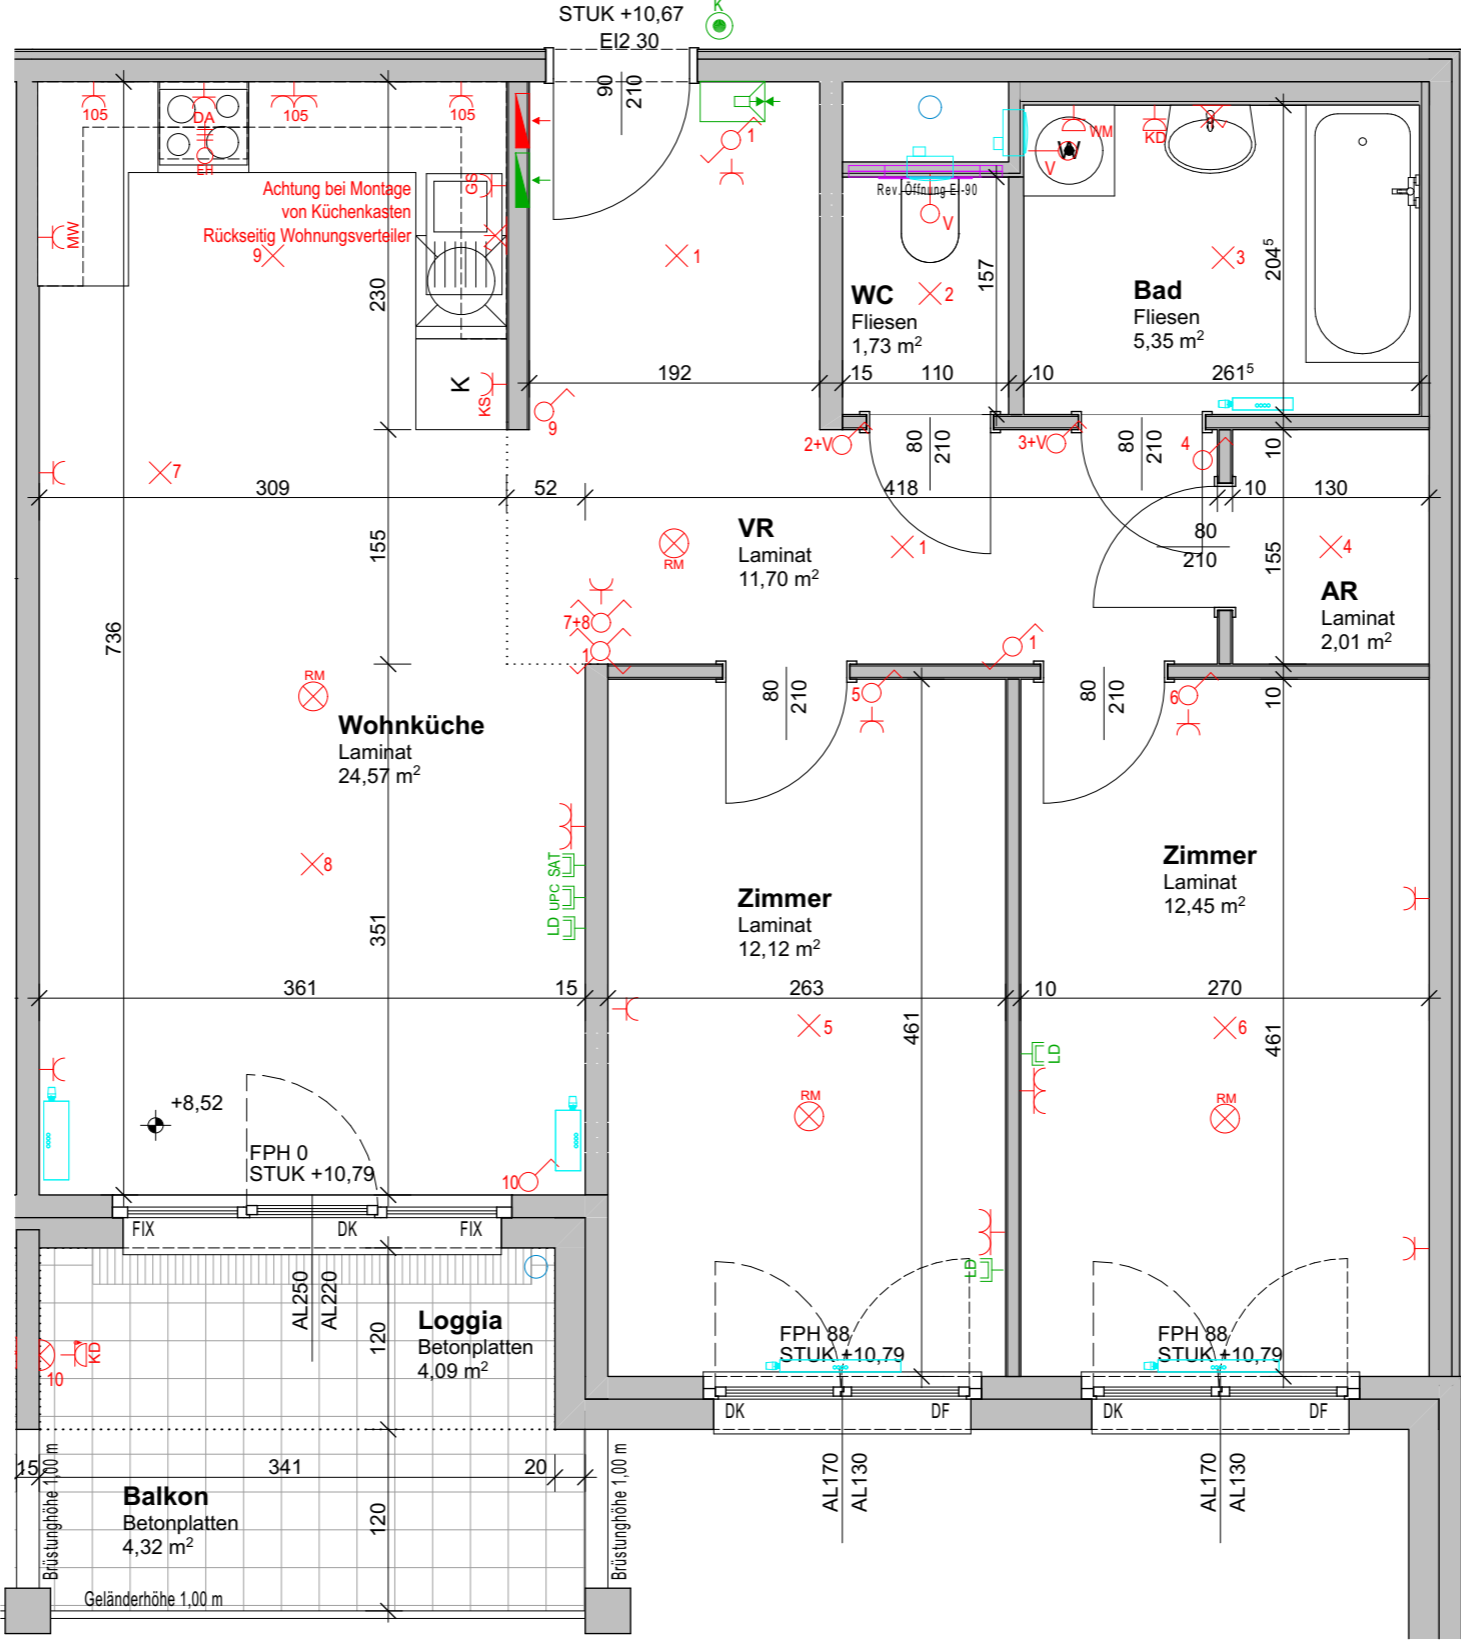 K
STUK +10,67
EI2 30
90
210
105
DA
105
105
EH
1
WM
KD
W
V
GS
Achtung bei Montage
von Küchenkasten
Rückseitig Wohnungsverteiler
MW
9
1
Rev. Öffnung EI-90
V
WC
Fliesen
1,73 m²
2
157
Bad
Fliesen
5,35 m²
3
204⁵
230
K
KS
9
192
15
110
10
261⁵
2+V
80
210
3+V
80
210
4
10
7
309
52
418
10
130
155
VR
Laminat
11,70 m²
RM
1
80
210
155
4
AR
Laminat
2,01 m²
736
7+8
1
1
RM
80
210
5
80
210
6
10
Wohnküche
Laminat
24,57 m²
8
SAT
UPC
LD
351
Zimmer
Laminat
12,12 m²
Zimmer
Laminat
12,45 m²
361
15
263
10
270
5
461
6
461
LD
RM
RM
+8,52
FPH 0
STUK +10,79
10
FIX
DK
FIX
AL250
AL220
LD
Loggia
Betonplatten
4,09 m²
120
KD
10
FPH 88
STUK +10,79
FPH 88
STUK +10,79
DK
DF
DK
DF
AL170
AL130
AL170
AL130
15
341
20
Brüstunghöhe 1,00 m
Brüstunghöhe 1,00 m
Balkon
Betonplatten
4,32 m²
120
Geländerhöhe 1,00 m